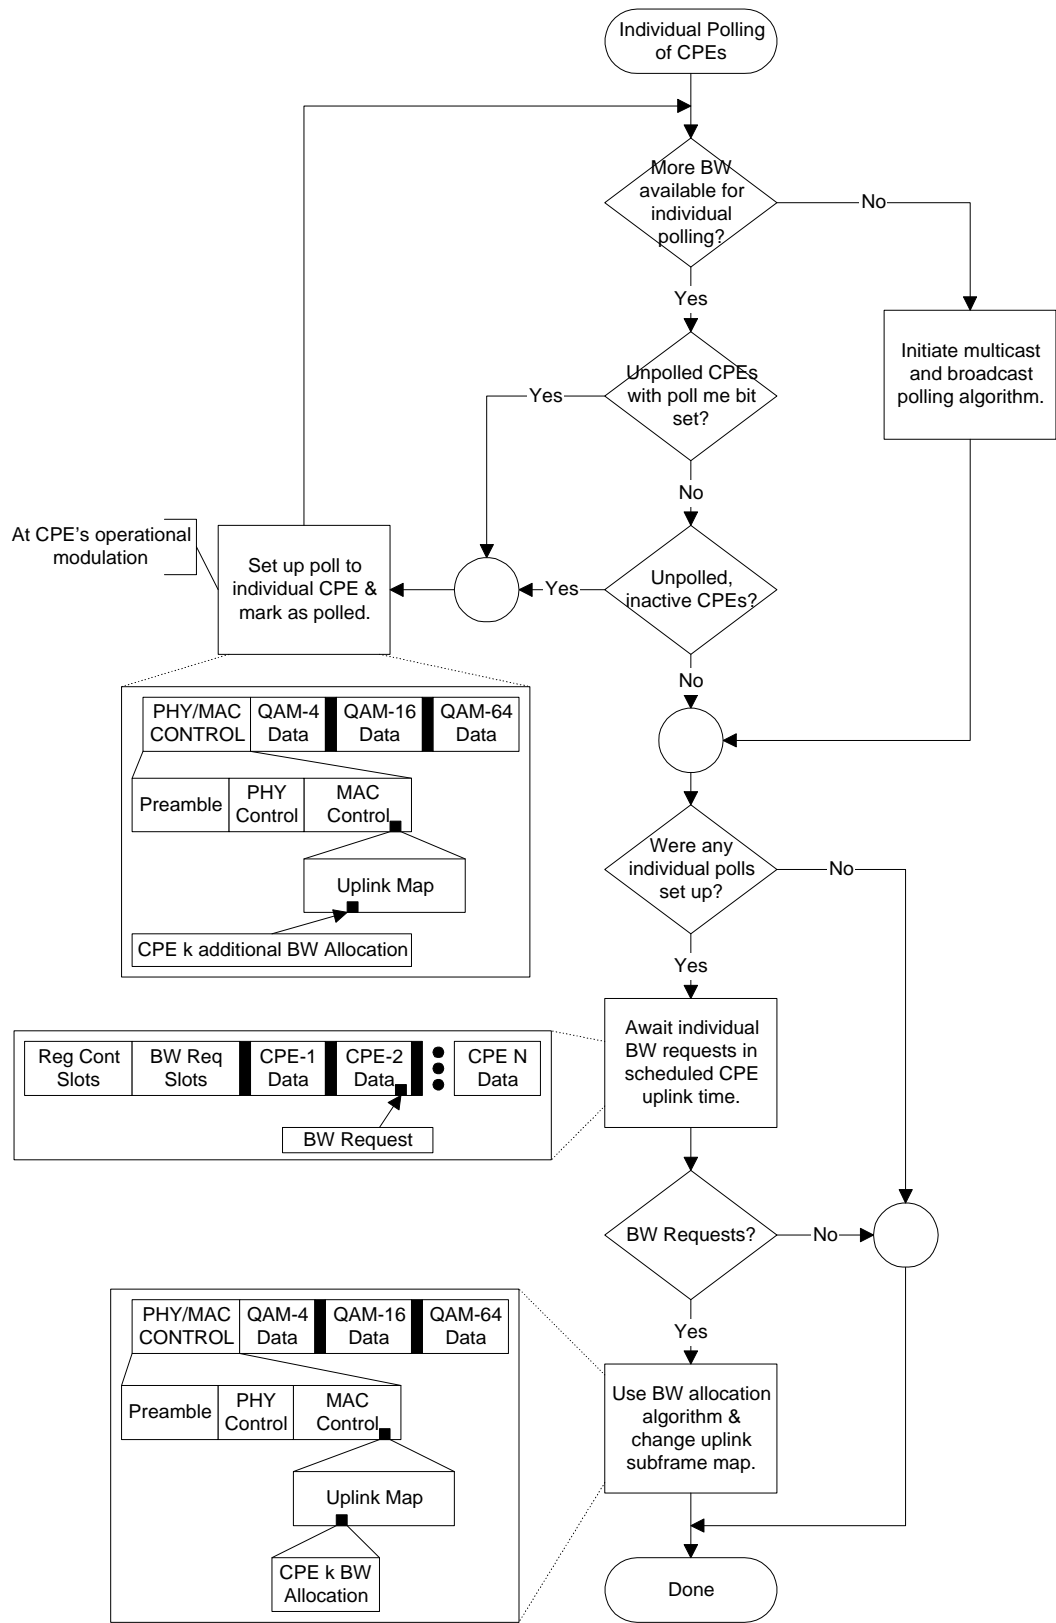 Individual Polling
of CPEs
More BW
available for
individual
polling?
No
Yes
Initiate multicast
and broadcast
polling algorithm.
Unpolled CPEs
with poll me bit
set?
Yes
No
At CPE's operational
modulation
Set up poll to
individual CPE &
mark as polled.
Yes
Unpolled,
inactive CPEs?
No
PHY/MAC
CONTROL
QAM-4
Data
QAM-16
Data
QAM-64
Data
Preamble
PHY
Control
MAC
Control
Uplink Map
CPE k additional BW Allocation
Were any
individual polls
set up?
No
Yes
Await individual
BW requests in
scheduled CPE
uplink time.
Reg Cont
Slots
BW Req
Slots
CPE-1
Data
CPE-2
Data
CPE N
Data
BW Request
BW Requests?
No
Yes
PHY/MAC
CONTROL
QAM-4
Data
QAM-16
Data
QAM-64
Data
Preamble
PHY
Control
MAC
Control
Uplink Map
CPE k BW
Allocation
Use BW allocation
algorithm &
change uplink
subframe map.
Done